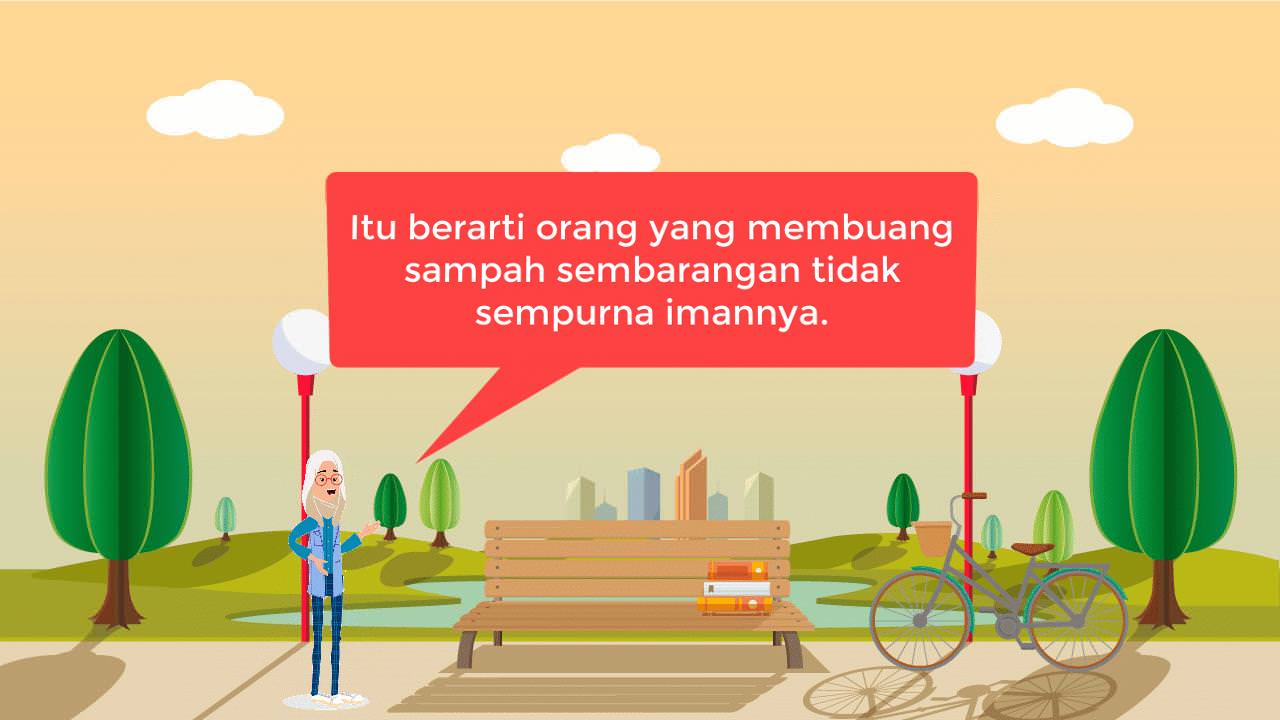 Itu berarti orang yang membuang
sampah sembarangan tidak
sempurna imannya.